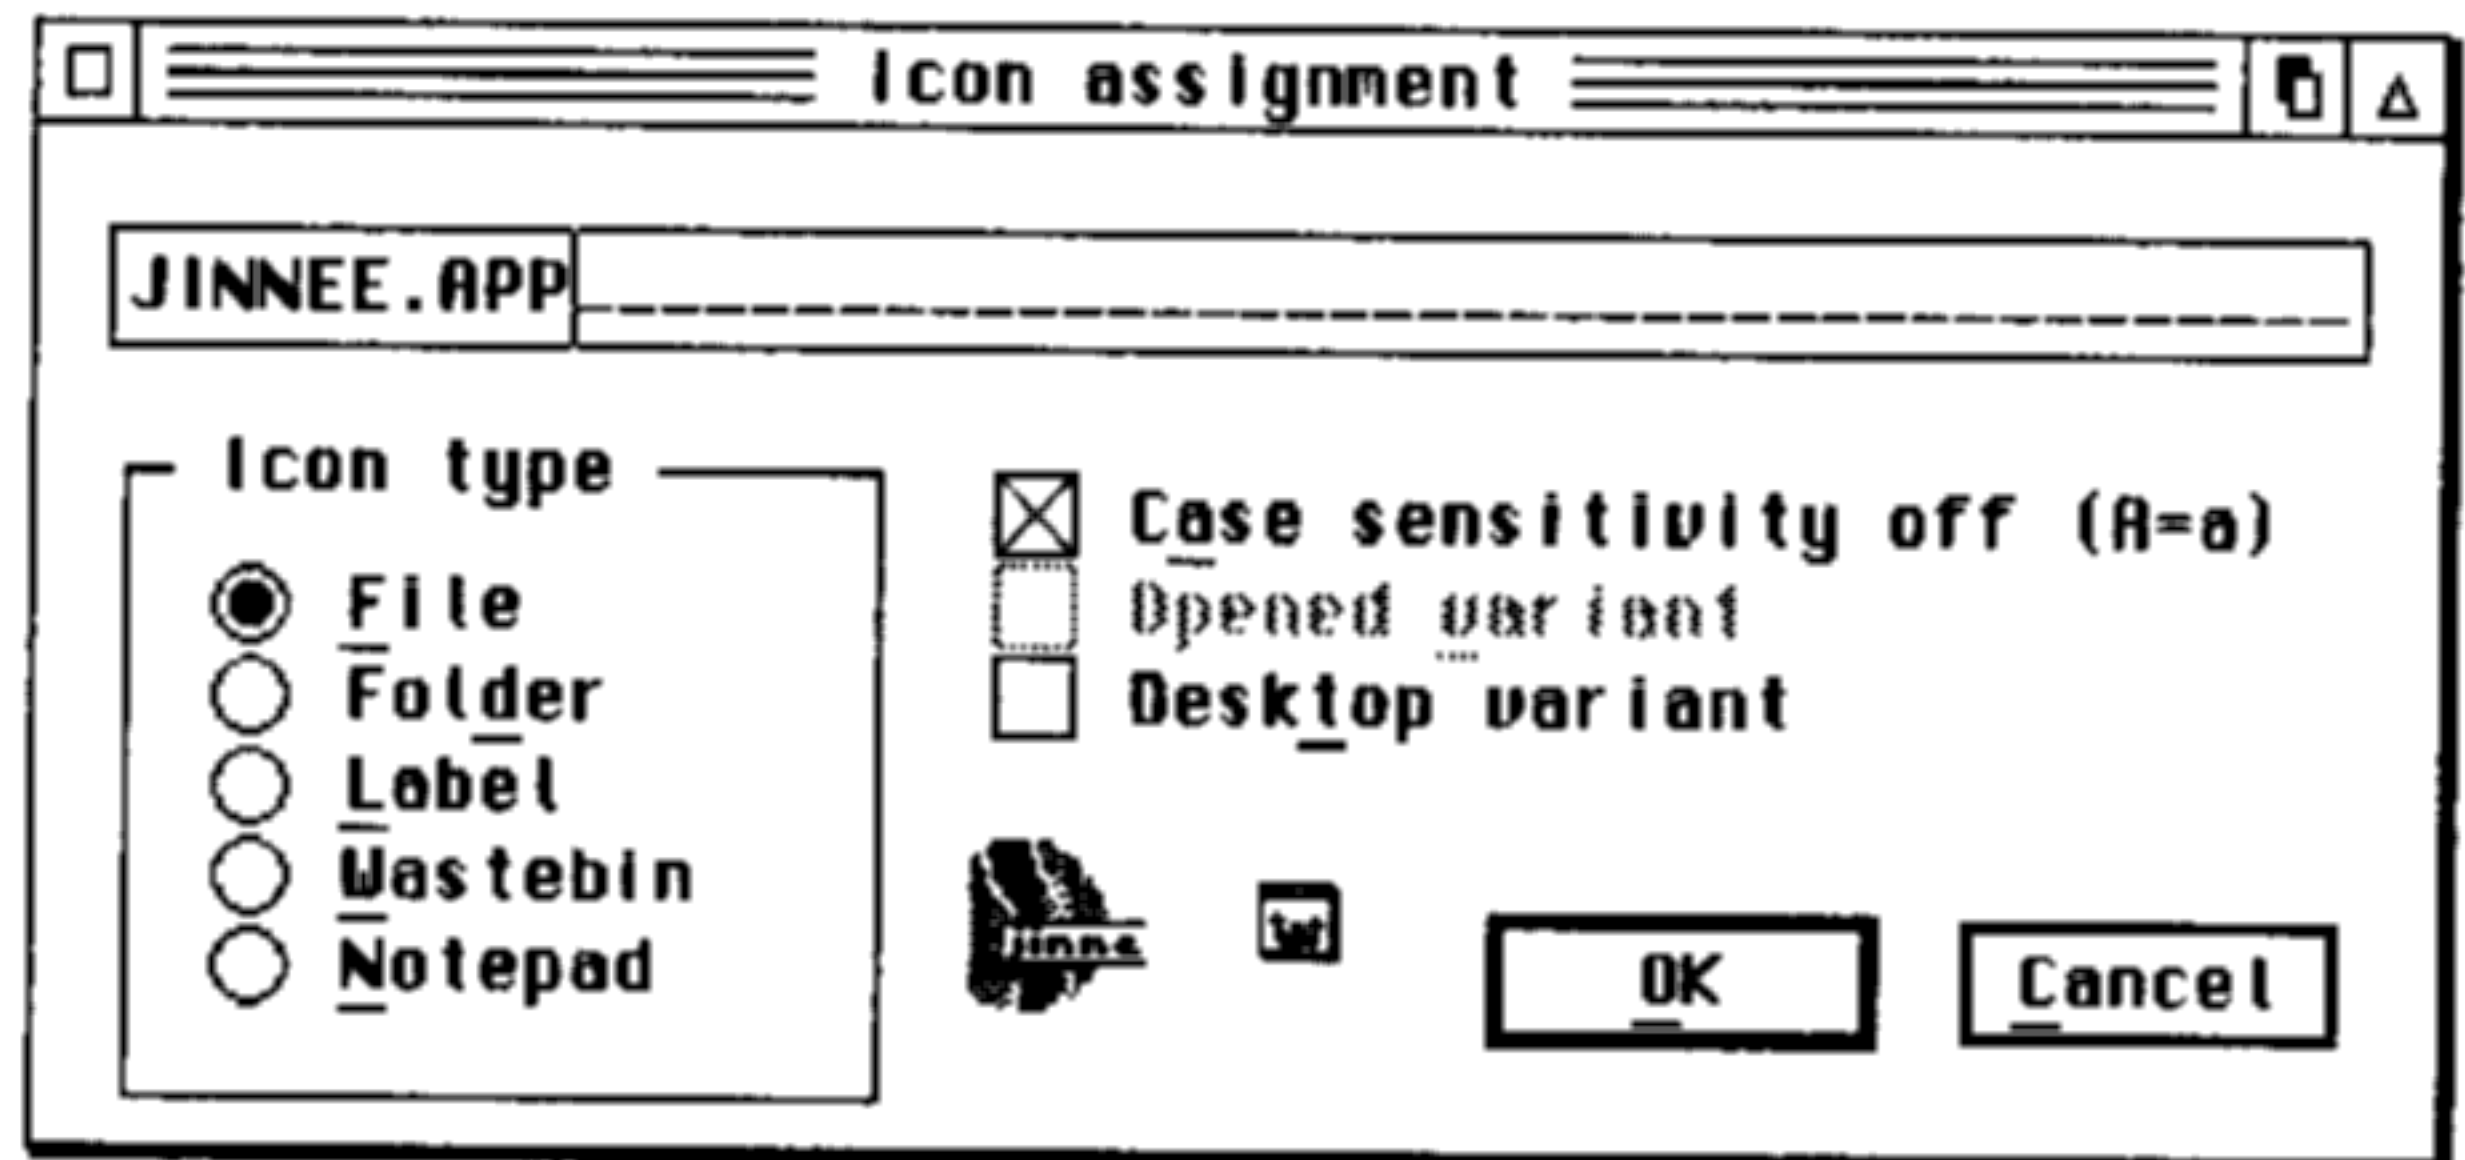 Icon assignment
JINNEE.APP
Icon type
File
Folder
Label
Wastebin
Notepad
Case sensitivity off (A=a)
Opened variant
Desktop variant
jinne
OK
Cancel